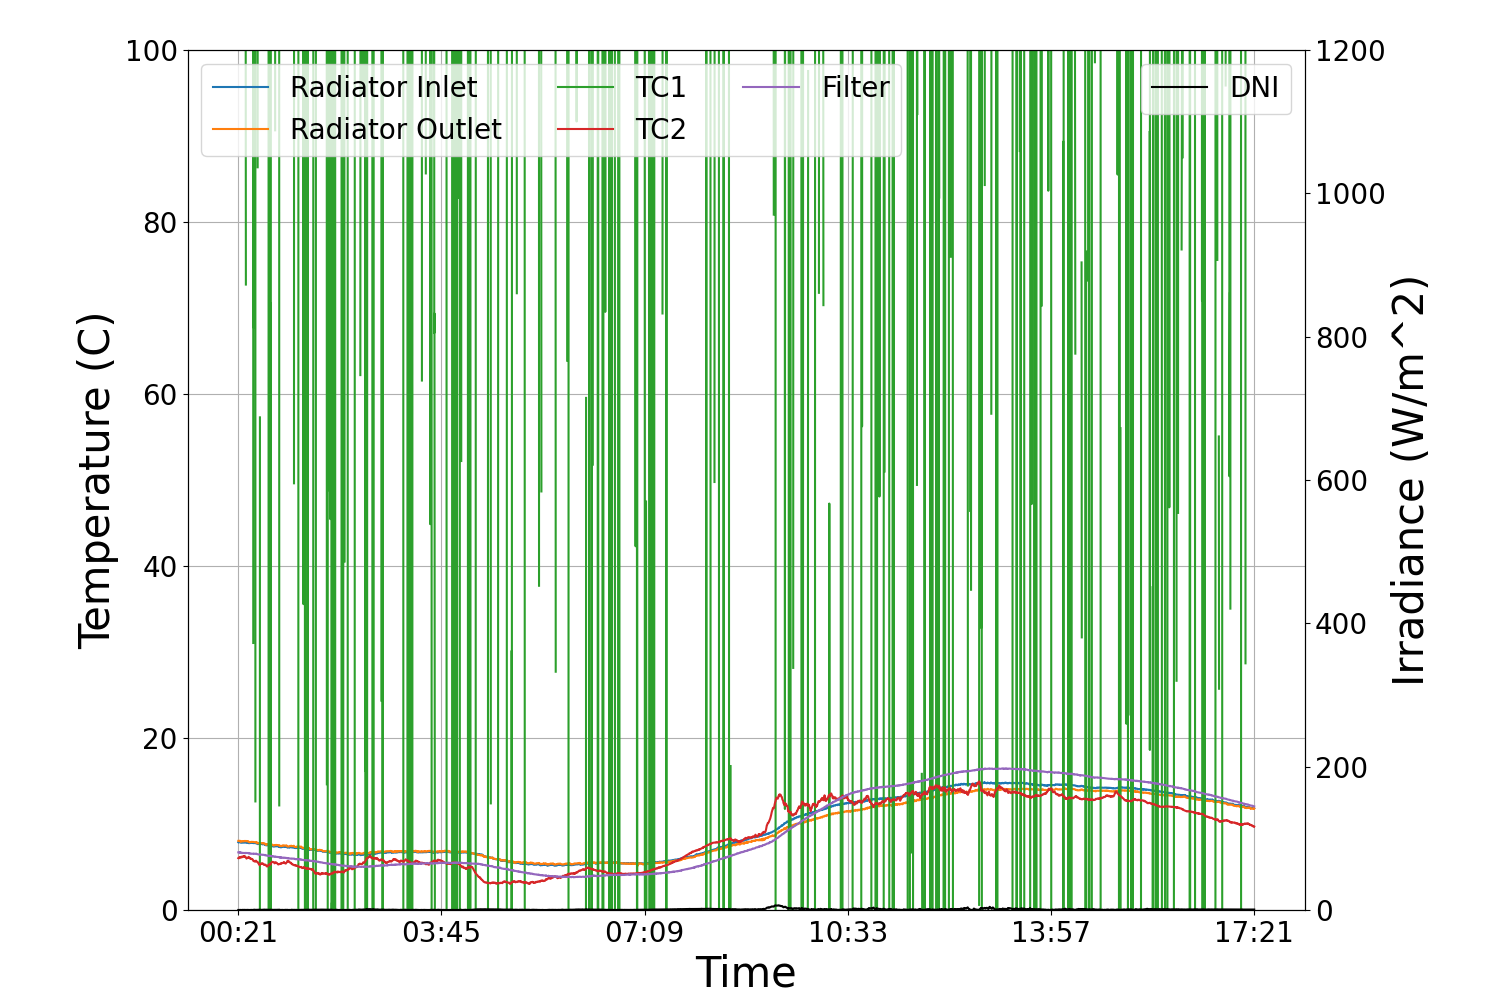 100
80
60
40
20
0
Temperature (C)
Radiator Inlet
Radiator Outlet
TC1
TC2
Filter
DNI
1200
1000
800
600
400
200
0
Irradiance (W/m^2)
00:21 03:45 07:09 10:33 13:57 17:21
Time